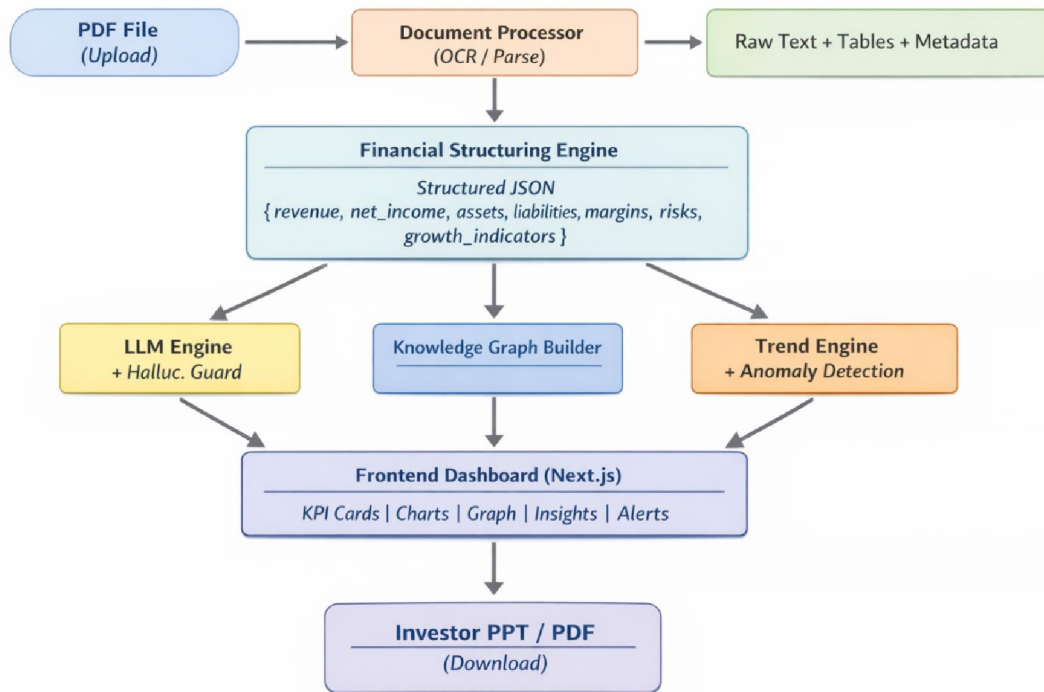 PDF File
(Upload)
Document Processor
(OCR / Parse)
Raw Text + Tables + Metadata
Financial Structuring Engine
Structured JSON
{ revenue, net_income, assets, liabilities, margins, risks,
growth_indicators }
LLM Engine
+ Halluc. Guard
Knowledge Graph Builder
Trend Engine
+ Anomaly Detection
Frontend Dashboard (Next.js)
KPI Cards | Charts | Graph | Insights | Alerts
Investor PPT / PDF
(Download)